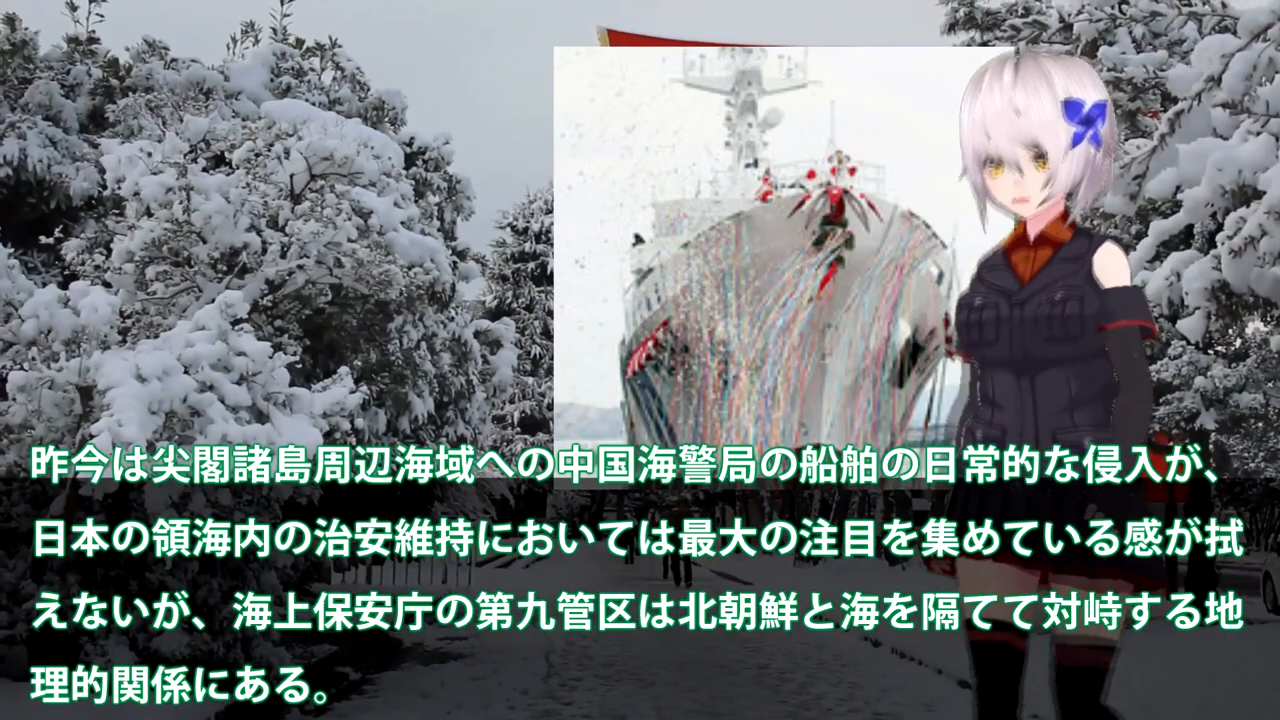 昨今は尖閣諸島周辺海域への中国海警局の船舶の日常的な侵入が、
日本の領海内の治安維持においては最大の注目を集めている感が拭
えないが、海上保安庁の第九管区は北朝鮮と海を隔てて対峙する地
理的関係にある。